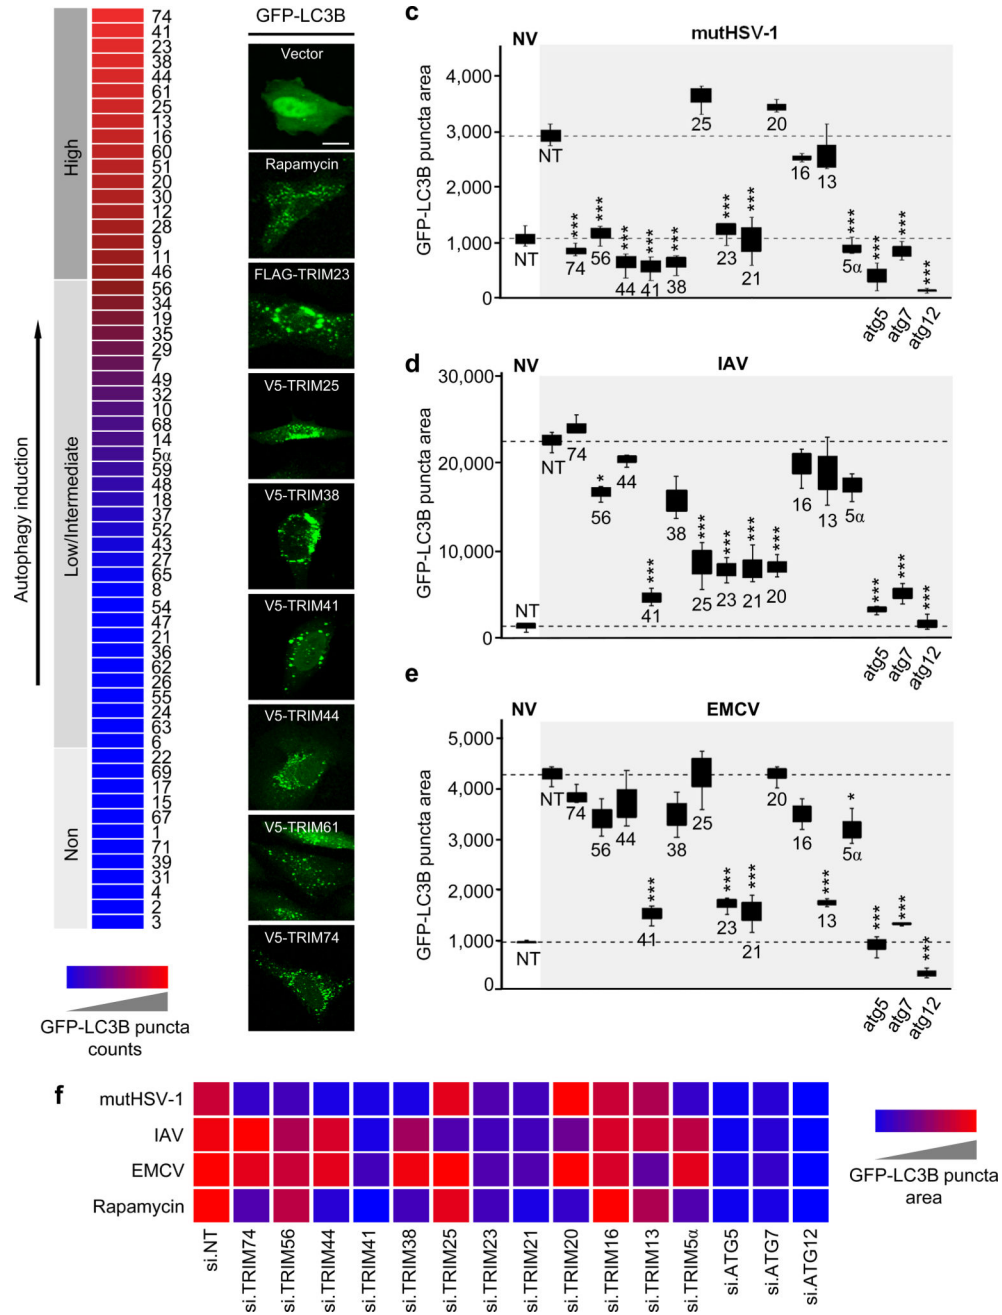 High
Low/Intermediate
Non
Autophagy induction
74
41
23
38
44
61
25
13
16
60
51
20
30
12
28
9
11
46
56
34
19
35
29
7
49
32
10
68
14
5α
59
48
18
37
52
43
27
65
8
54
47
21
36
62
26
55
24
63
6
22
69
17
15
67
1
71
39
31
4
2
3
GFP-LC3B puncta
counts
GFP-LC3B
Vector
Rapamycin
FLAG-TRIM23
V5-TRIM25
V5-TRIM38
V5-TRIM41
V5-TRIM44
V5-TRIM61
V5-TRIM74
c
NV
mutHSV-1
GFP-LC3B puncta area
4,000
3,000
2,000
1,000
0
NT
NT
***
74
***
56
***
44
***
41
***
38
25
***
23
***
21
20
16
13
***
5α
***
***
***
atg5
atg7
atg12
d
NV
IAV
GFP-LC3B puncta area
30,000
20,000
10,000
0
NT
NT
74
*
56
44
***
41
38
***
25
***
23
***
21
***
20
16
13
5α
***
***
***
atg5
atg7
atg12
e
NV
EMCV
GFP-LC3B puncta area
5,000
4,000
3,000
2,000
1,000
0
NT
NT
74
56
44
***
41
38
25
***
23
***
21
20
16
***
13
*
5α
***
***
***
atg5
atg7
atg12
f
mutHSV-1
IAV
EMCV
Rapamycin
si.NT
si.TRIM74
si.TRIM56
si.TRIM44
si.TRIM41
si.TRIM38
si.TRIM25
si.TRIM23
si.TRIM21
si.TRIM20
si.TRIM16
si.TRIM13
si.TRIM5α
si.ATG5
si.ATG7
si.ATG12
GFP-LC3B puncta
area